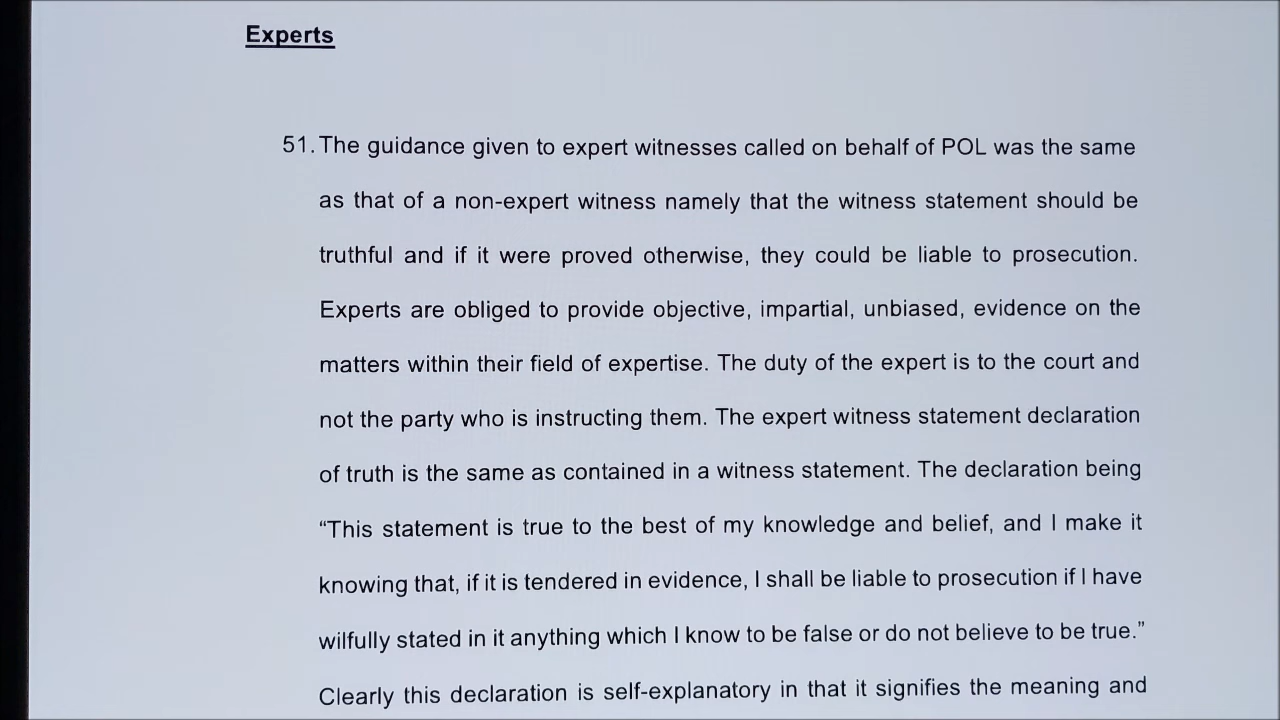 Experts
51. The guidance given to expert witnesses called on behalf of POL was the same
as that of a non-expert witness namely that the witness statement should be
truthful and if it were proved otherwise, they could be liable to prosecution.
Experts are obliged to provide objective, impartial, unbiased, evidence on the
matters within their field of expertise. The duty of the expert is to the court and
not the party who is instructing them. The expert witness statement declaration
of truth is the same as contained in a witness statement. The declaration being
“This statement is true to the best of my knowledge and belief, and I make it
knowing that, if it is tendered in evidence, I shall be liable to prosecution if I have
wilfully stated in it anything which I know to be false or do not believe to be true.”
Clearly this declaration is self-explanatory in that it signifies the meaning and